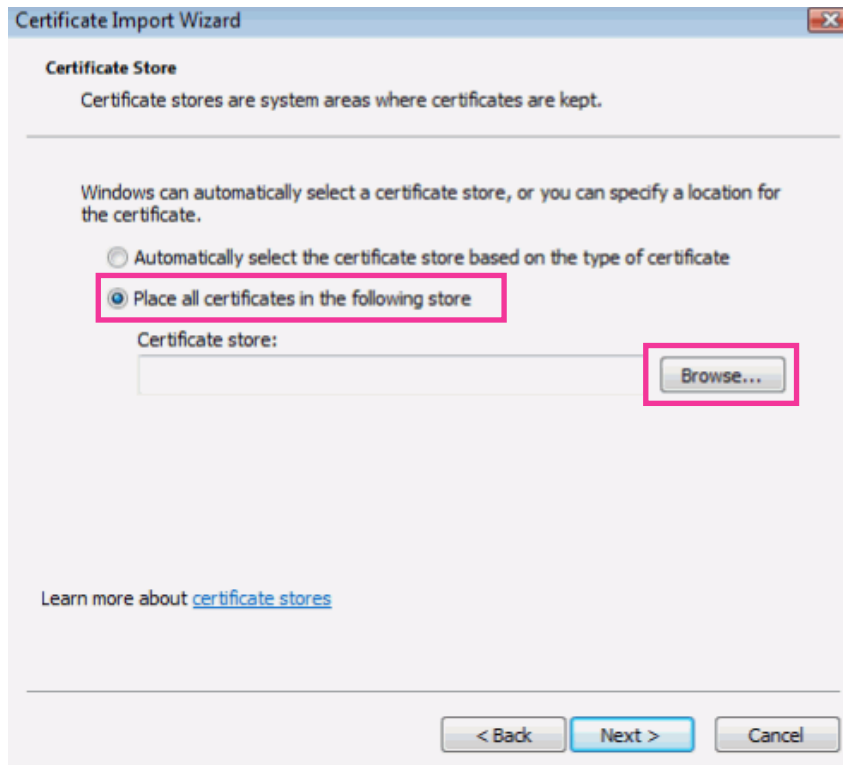 Certificate Import Wizard
Certificate Store
Certificate stores are system areas where certificates are kept.
Windows can automatically select a certificate store, or you can specify a location for
the certificate.
Automatically select the certificate store based on the type of certificate
Place all certificates in the following store
Certificate store:
Browse...
Learn more about certificate stores
< Back Next > Cancel